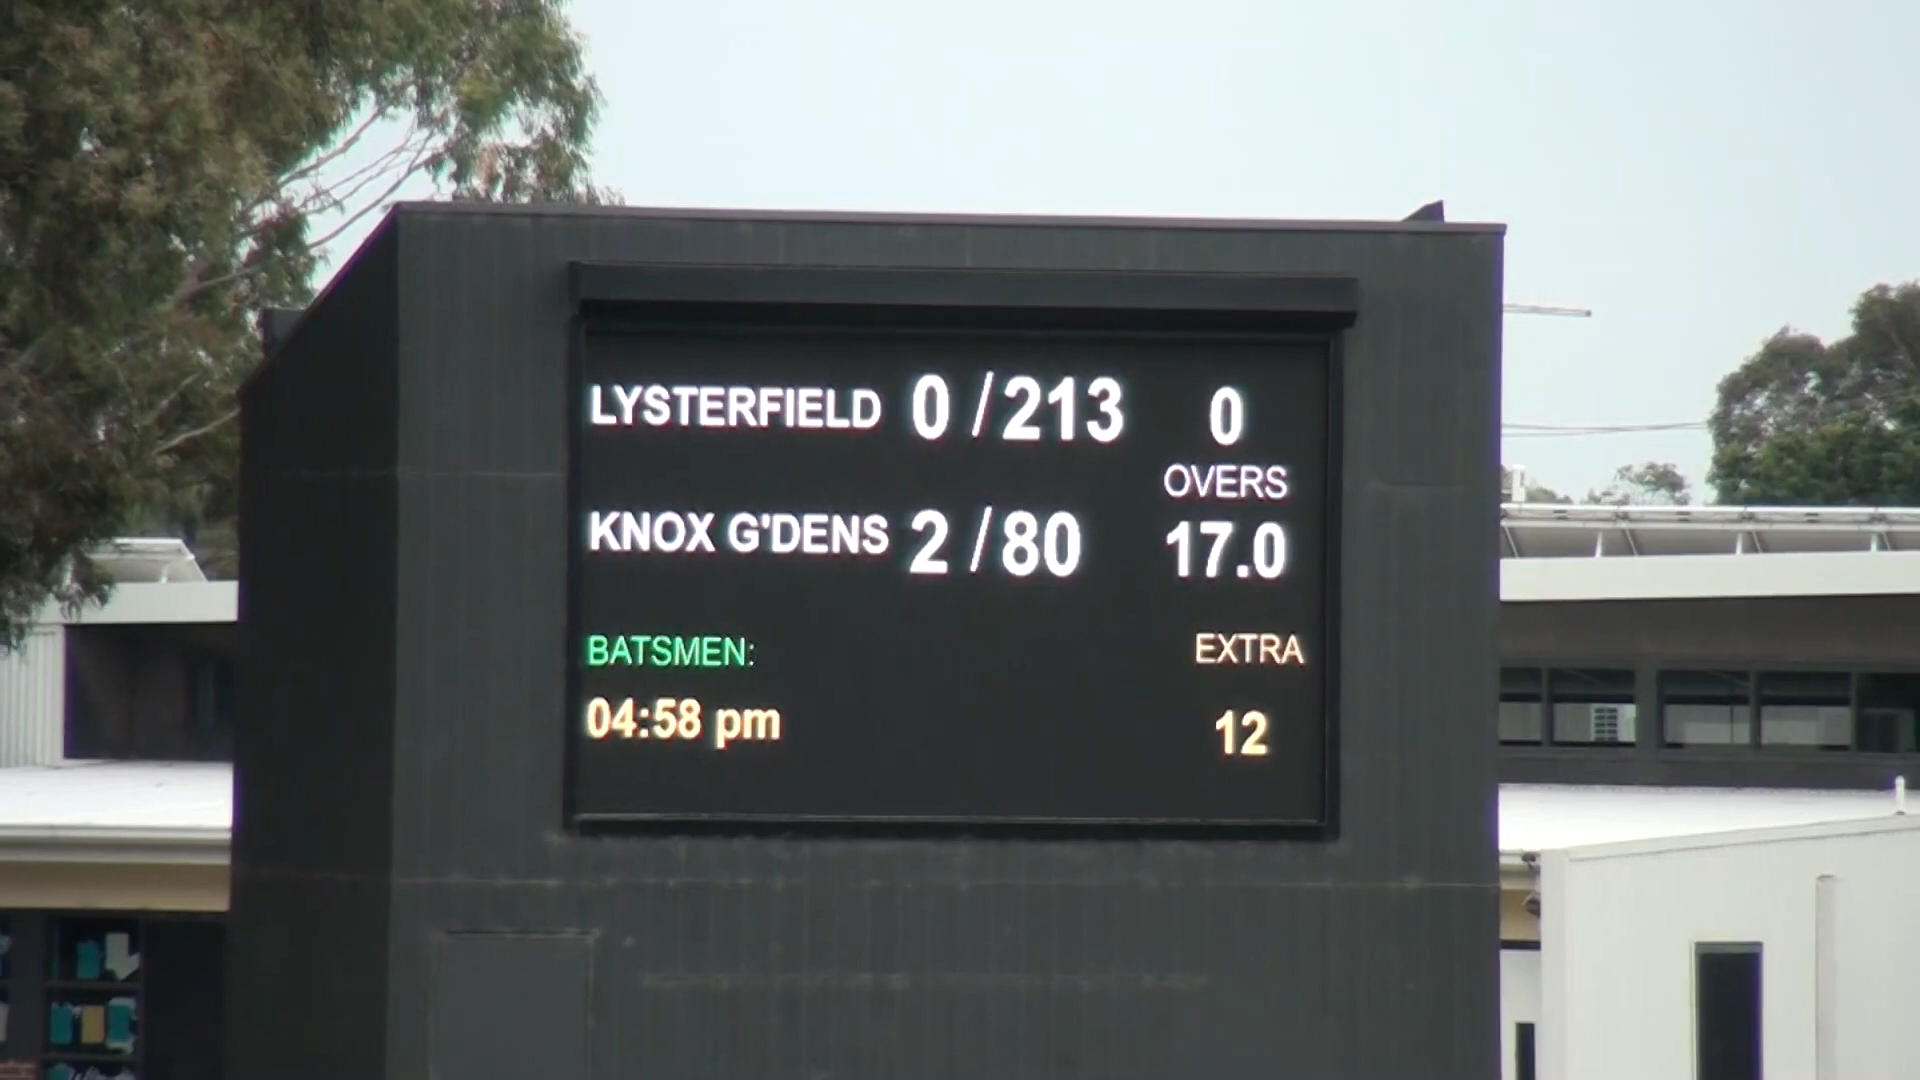 LYSTERFIELD 0 / 213 0
OVERS
KNOX G'DENS 2 / 80 17.0
BATSMEN: EXTRA
04:58 pm 12